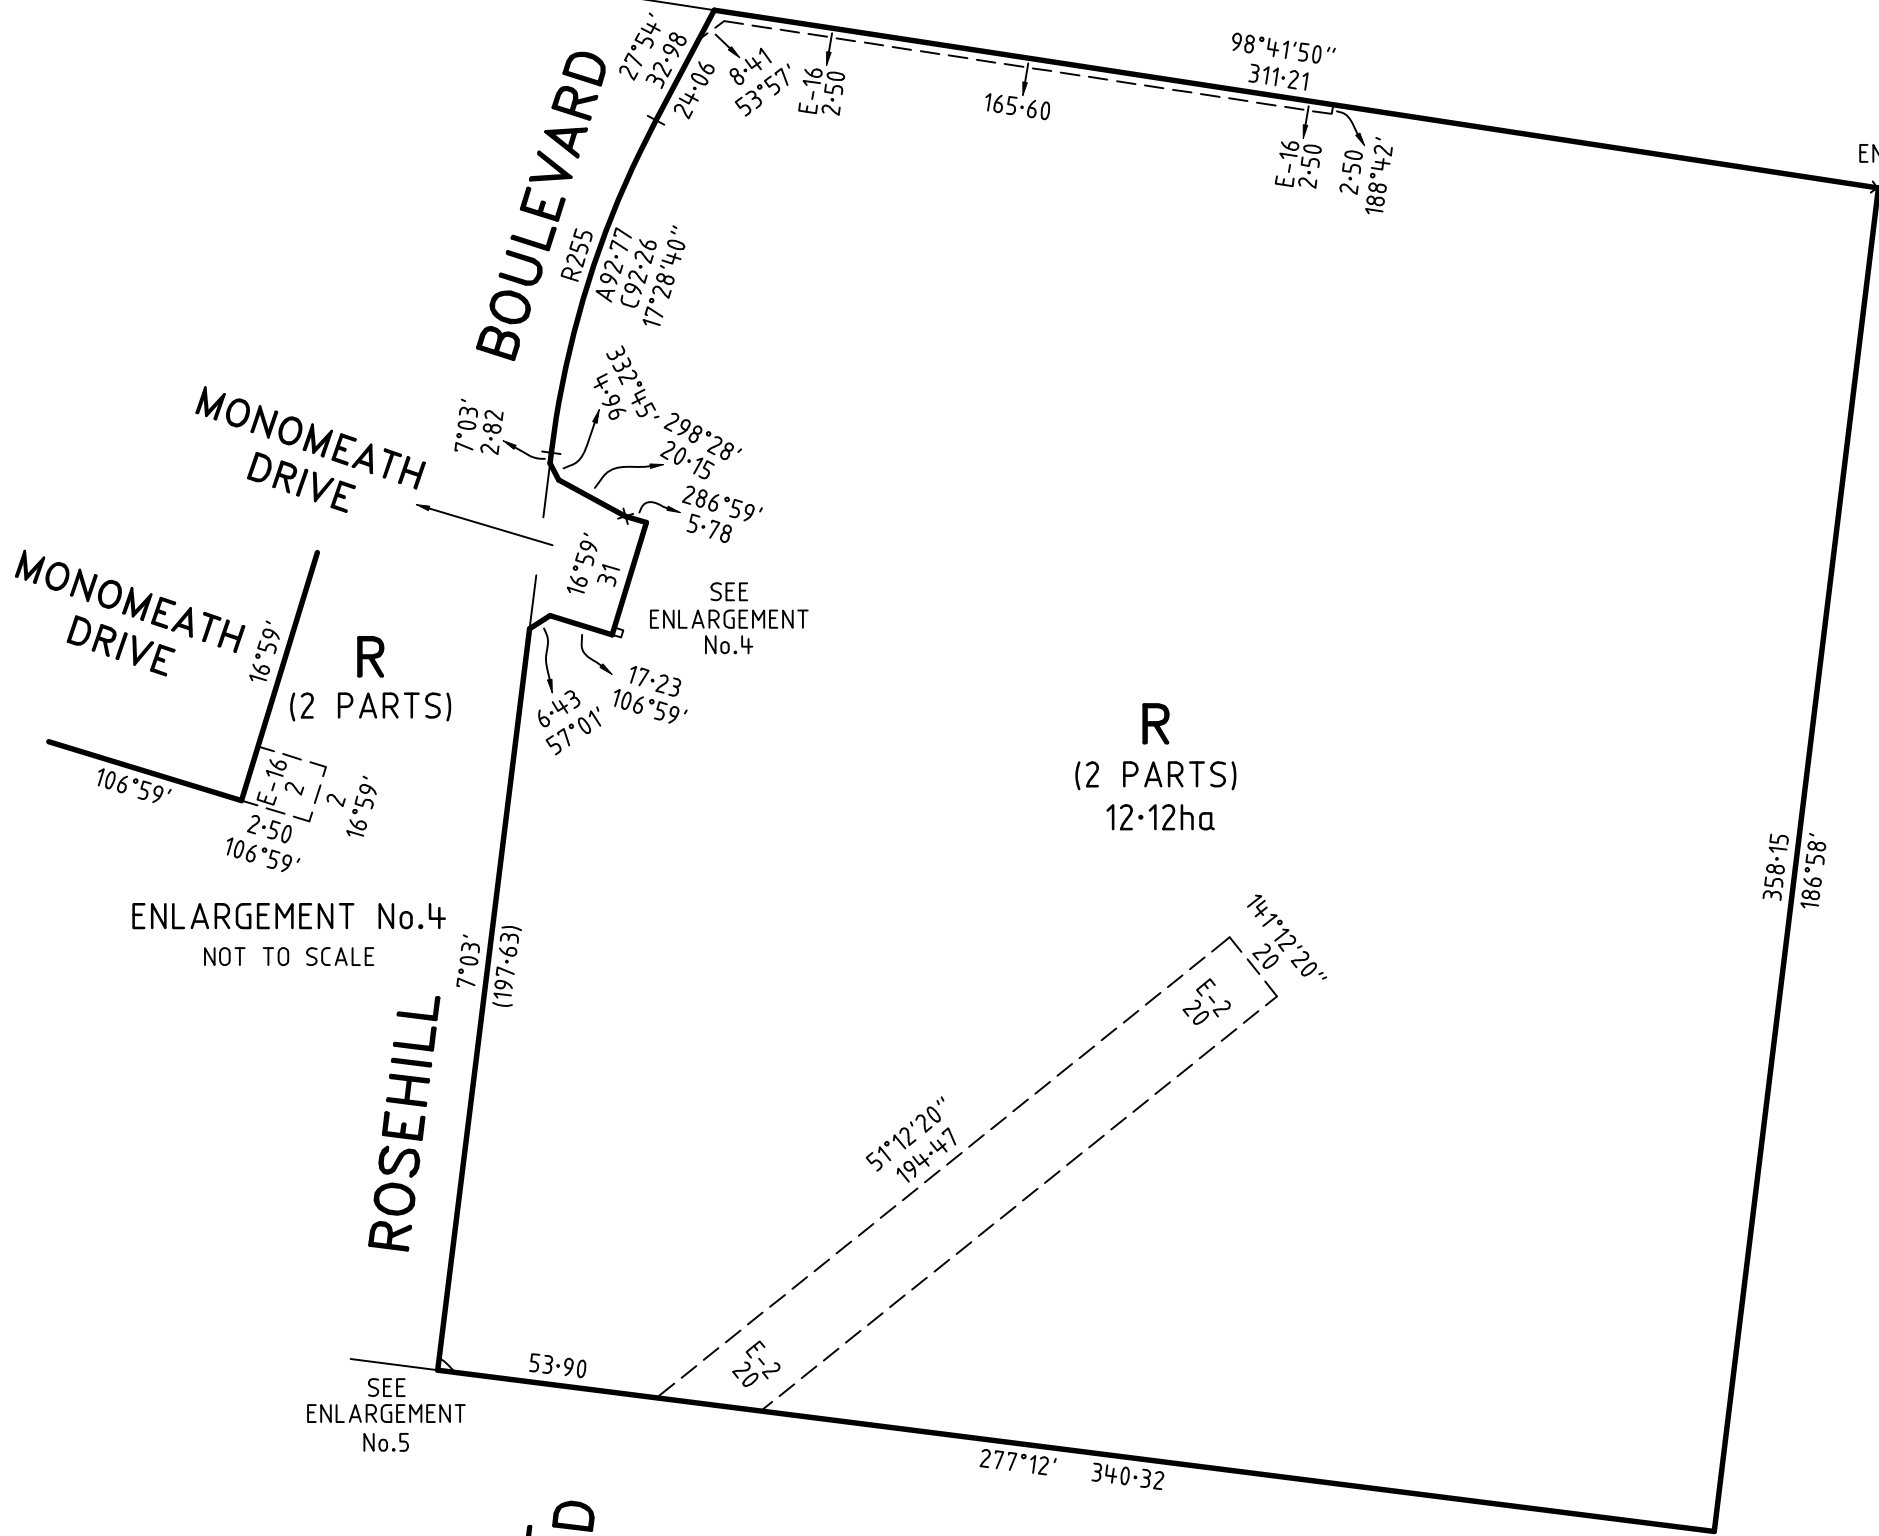 27°54'
32·98
24·06
8·41
53°57'
E-16
2·50
98°41'50"
311·21
165·60
E-16
2·50
2·50
188°42'
EN
BOULEVARD
R255
A92·77
C92·26
17°28'40"
332°45'
4·96
7°03'
2·82
298°28'
20·15
286°59'
5·78
MONOMEATH
DRIVE
16°59'
31
SEE
ENLARGEMENT
No.4
17·23
106°59'
6·43
57°01'
MONOMEATH
DRIVE
16°59'
R
(2 PARTS)
106°59'
E-16
2
2
16°59'
2·50
106°59'
ENLARGEMENT No.4
NOT TO SCALE
R
(2 PARTS)
12·12ha
358·15
186°58'
7°03'
(197·63)
ROSEHILL
141°12'20"
20
E-2
20
51°12'20"
194·47
E-2
20
53·90
SEE
ENLARGEMENT
No.5
277°12' 340·32
D